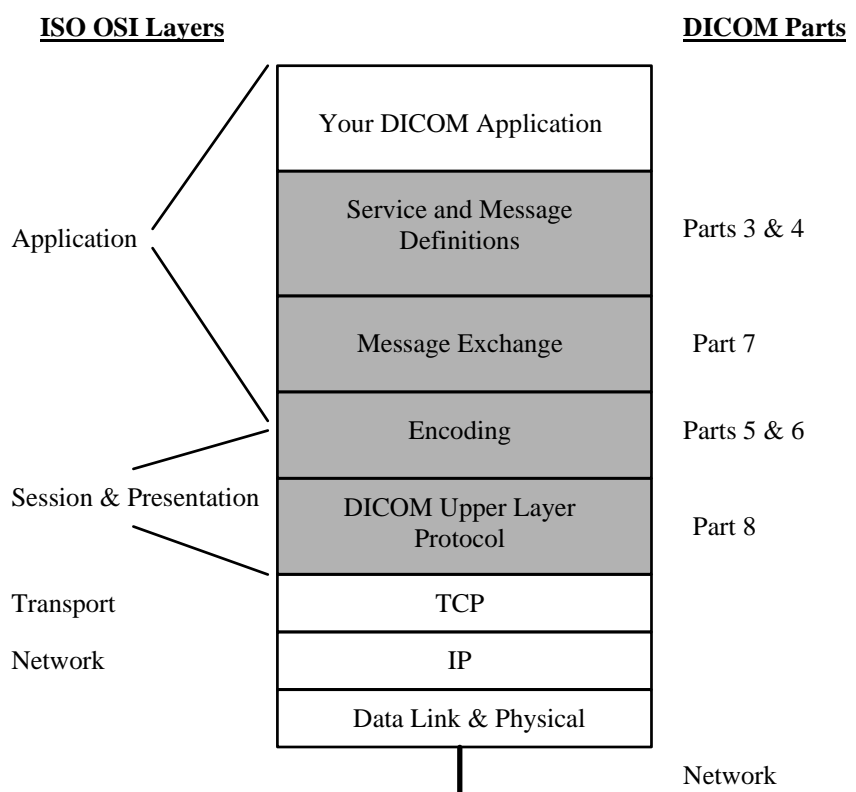 ISO OSI Layers
DICOM Parts
Your DICOM Application
Service and Message
Definitions
Application
Parts 3 & 4
Message Exchange
Part 7
Encoding
Parts 5 & 6
Session & Presentation
DICOM Upper Layer
Protocol
Part 8
Transport
TCP
Network
IP
Data Link & Physical
Network